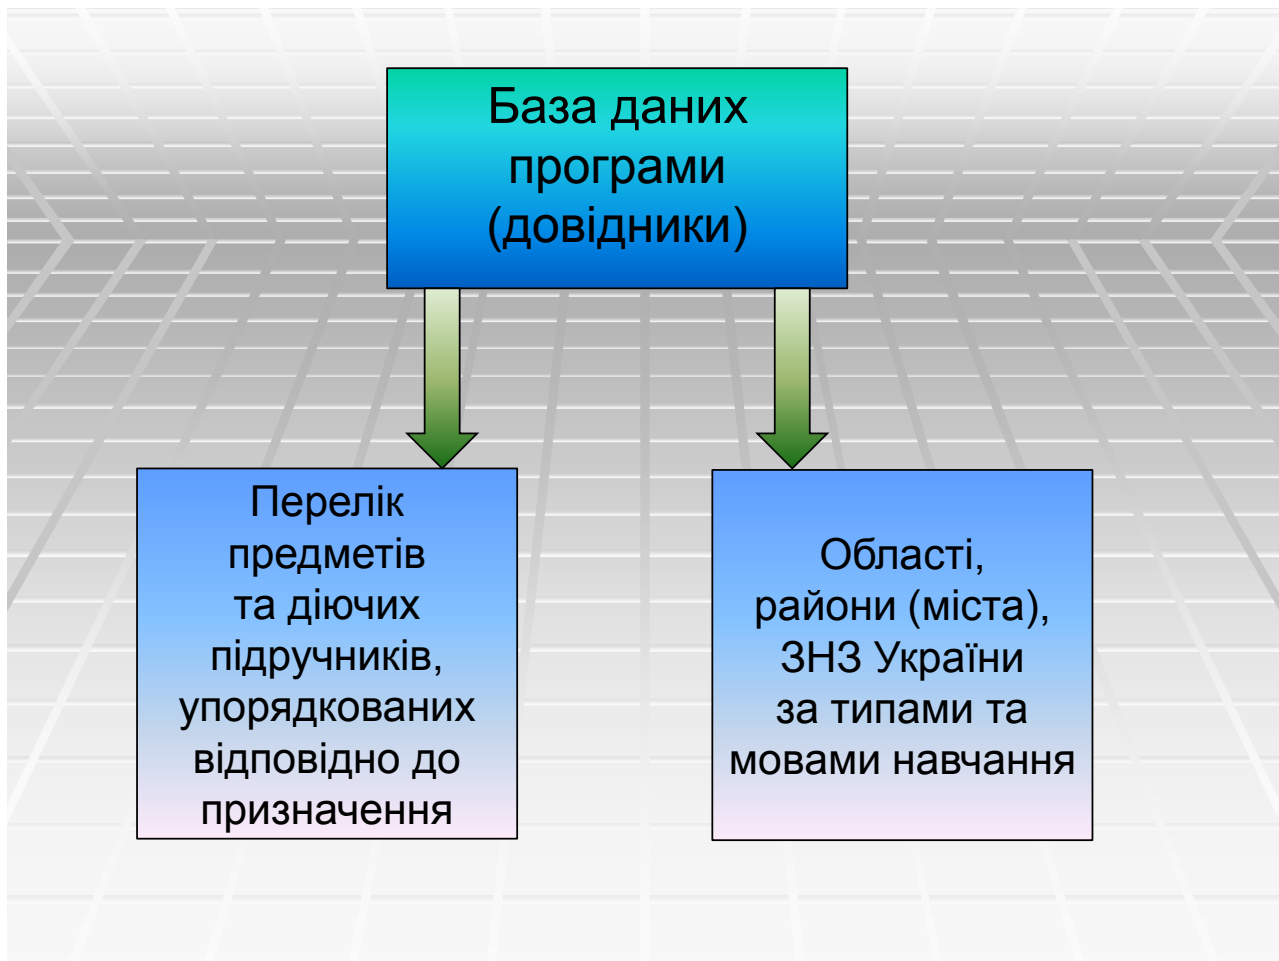 База даних
програми
(довідники)
Перелік
предметів
та діючих
підручників,
упорядкованих
відповідно до
призначення
Області,
райони (міста),
ЗНЗ України
за типами та
мовами навчання